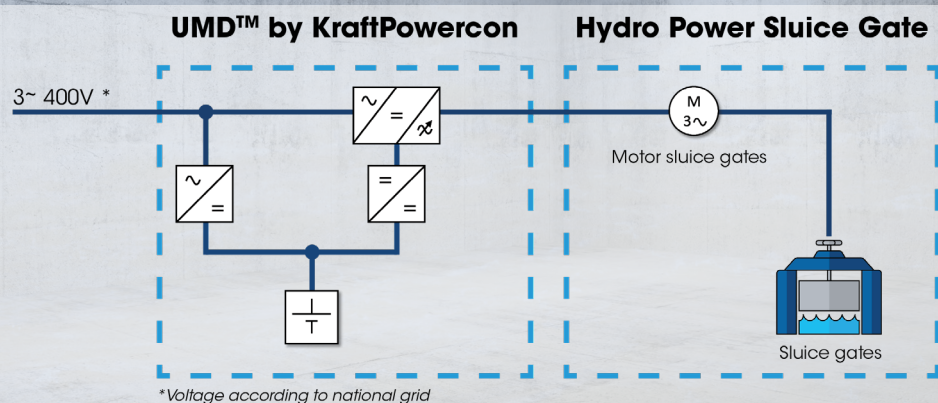 UMD™ by KraftPowercon
Hydro Power Sluice Gate
3~ 400V *
M
3~
Motor sluice gates
Sluice gates
*Voltage according to national grid